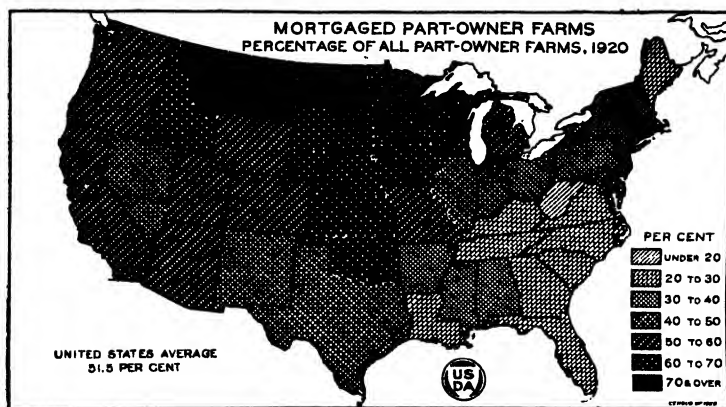 MORTGAGED PART-OWNER FARMS
PERCENTAGE OF ALL PART-OWNER FARMS, 1920
PER CENT
UNDER 20
20 TO 30
30 TO 40
40 TO 50
50 TO 60
60 TO 70
70 & OVER
UNITED STATES AVERAGE
51.5 PER CENT
US
DA